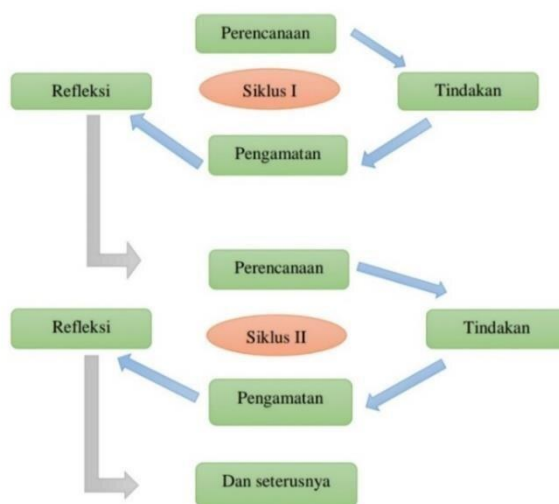 Perencanaan
Refleksi
Siklus I
Tindakan
Pengamatan
Perencanaan
Refleksi
Siklus II
Tindakan
Pengamatan
Dan seterusnya